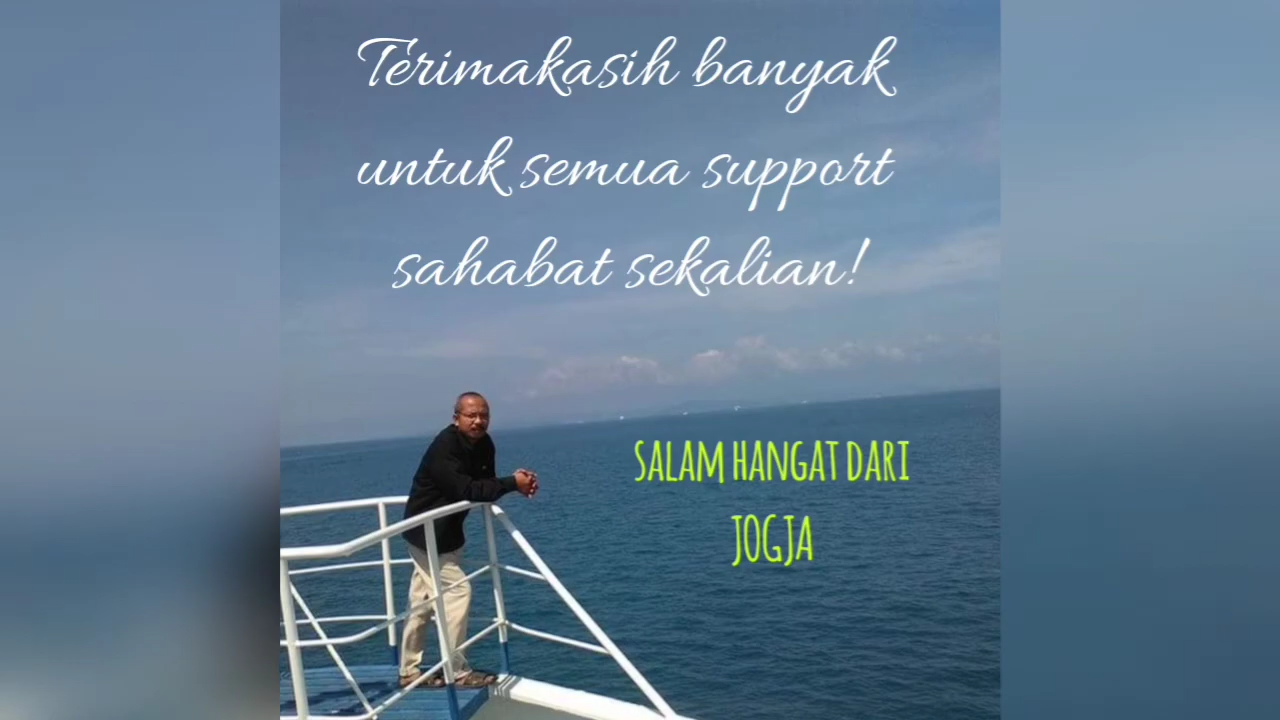 Terimakasih banyak
untuk semua support
sahabat sekalian!
SALAM HANGAT DARI
JOGJA